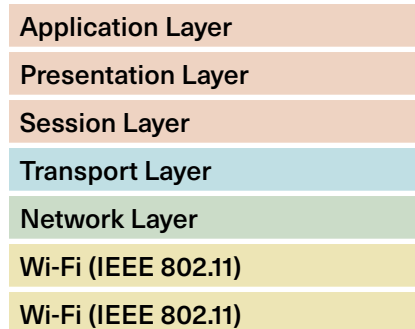 Application Layer
Presentation Layer
Session Layer
Transport Layer
Network Layer
Wi-Fi (IEEE 802.11)
Wi-Fi (IEEE 802.11)